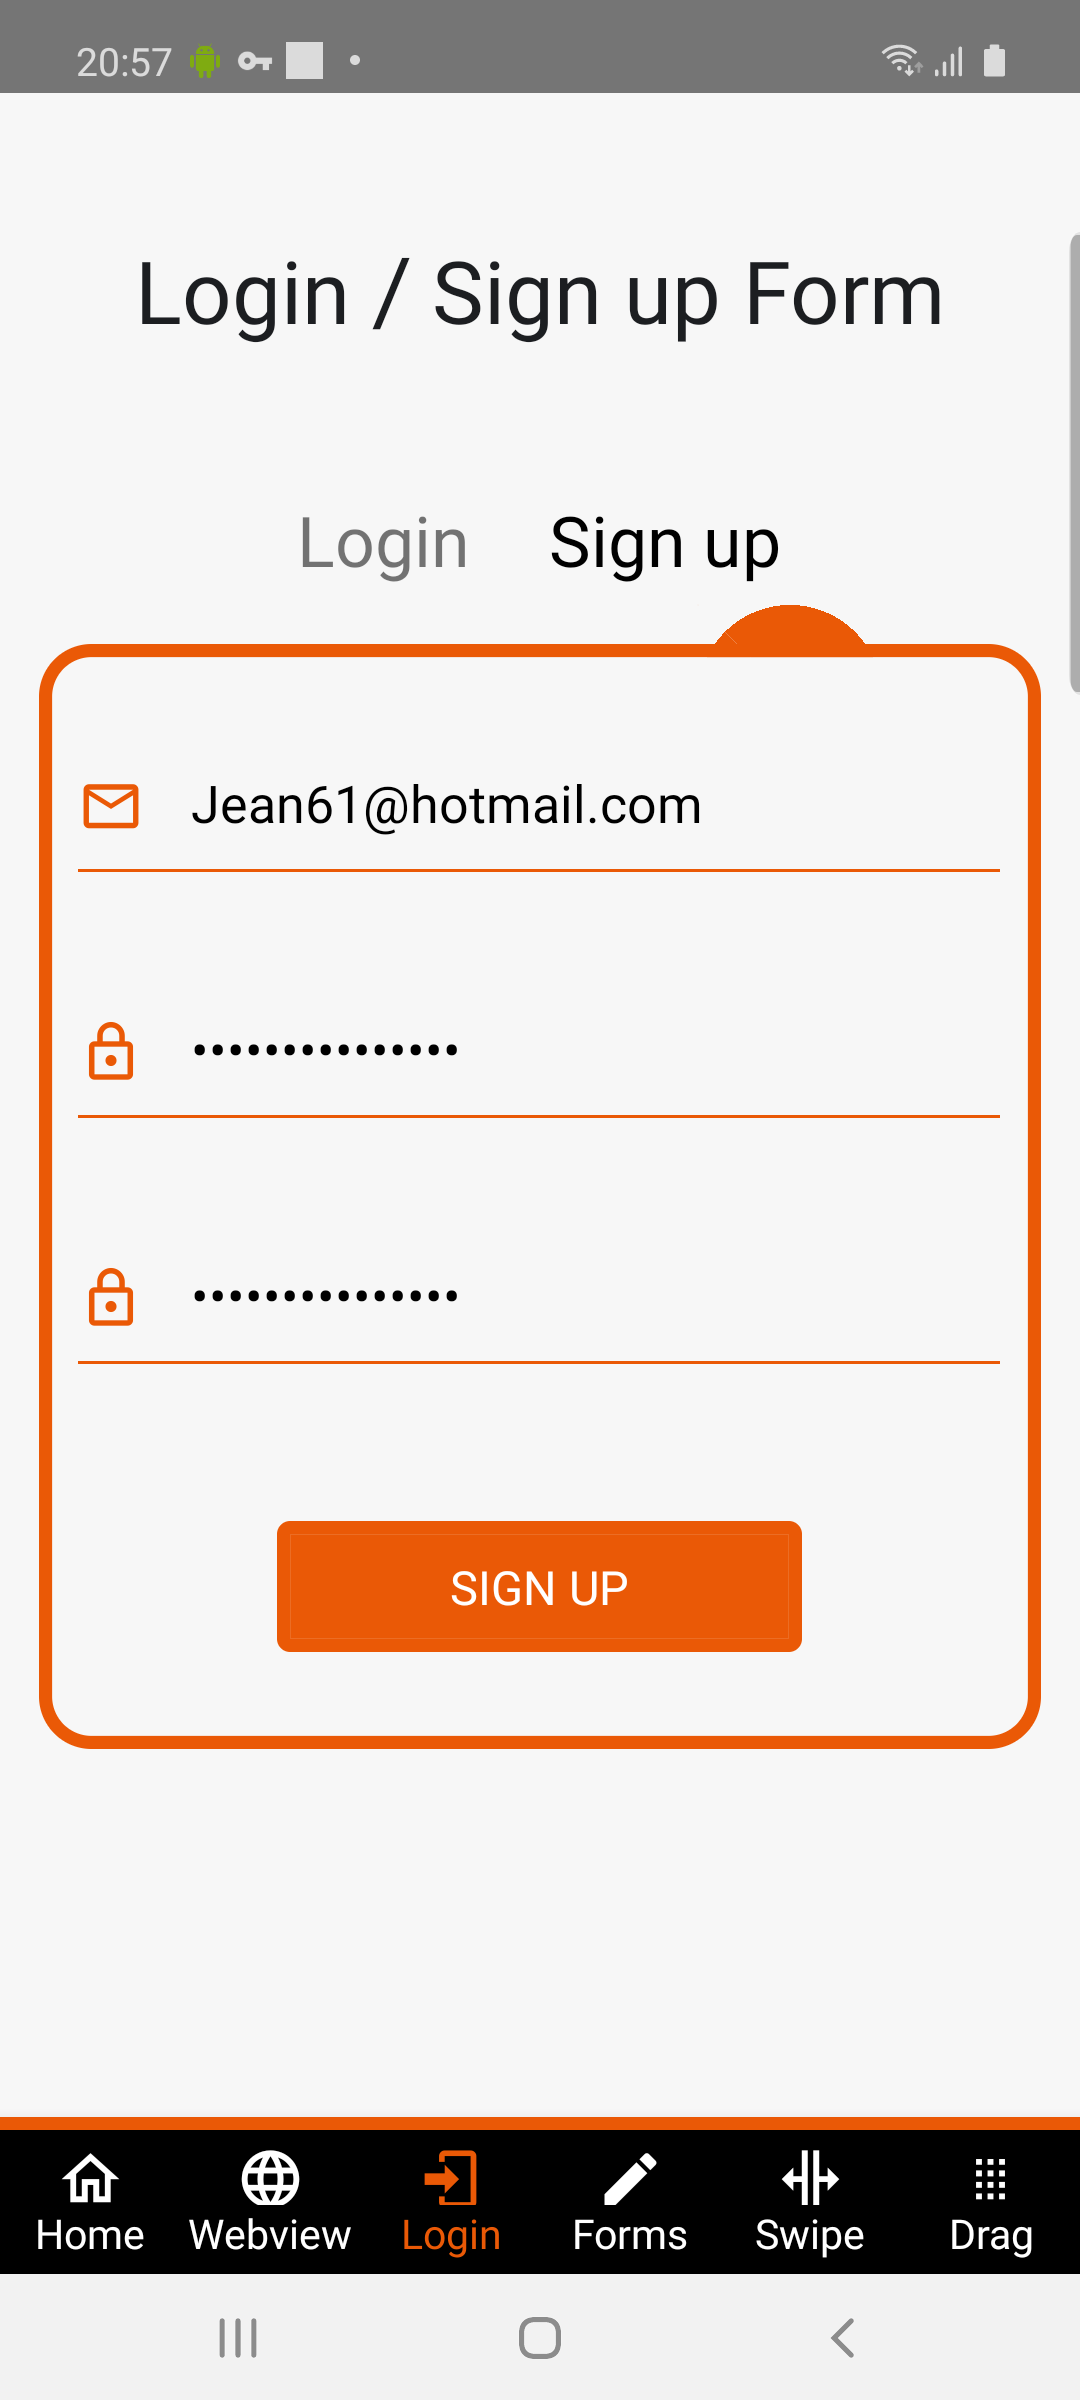 20:57
Login / Sign up Form
Login Sign up
Jean61@hotmail.com
•••••••••••••••
•••••••••••••••
SIGN UP
Home Webview Login Forms Swipe Drag